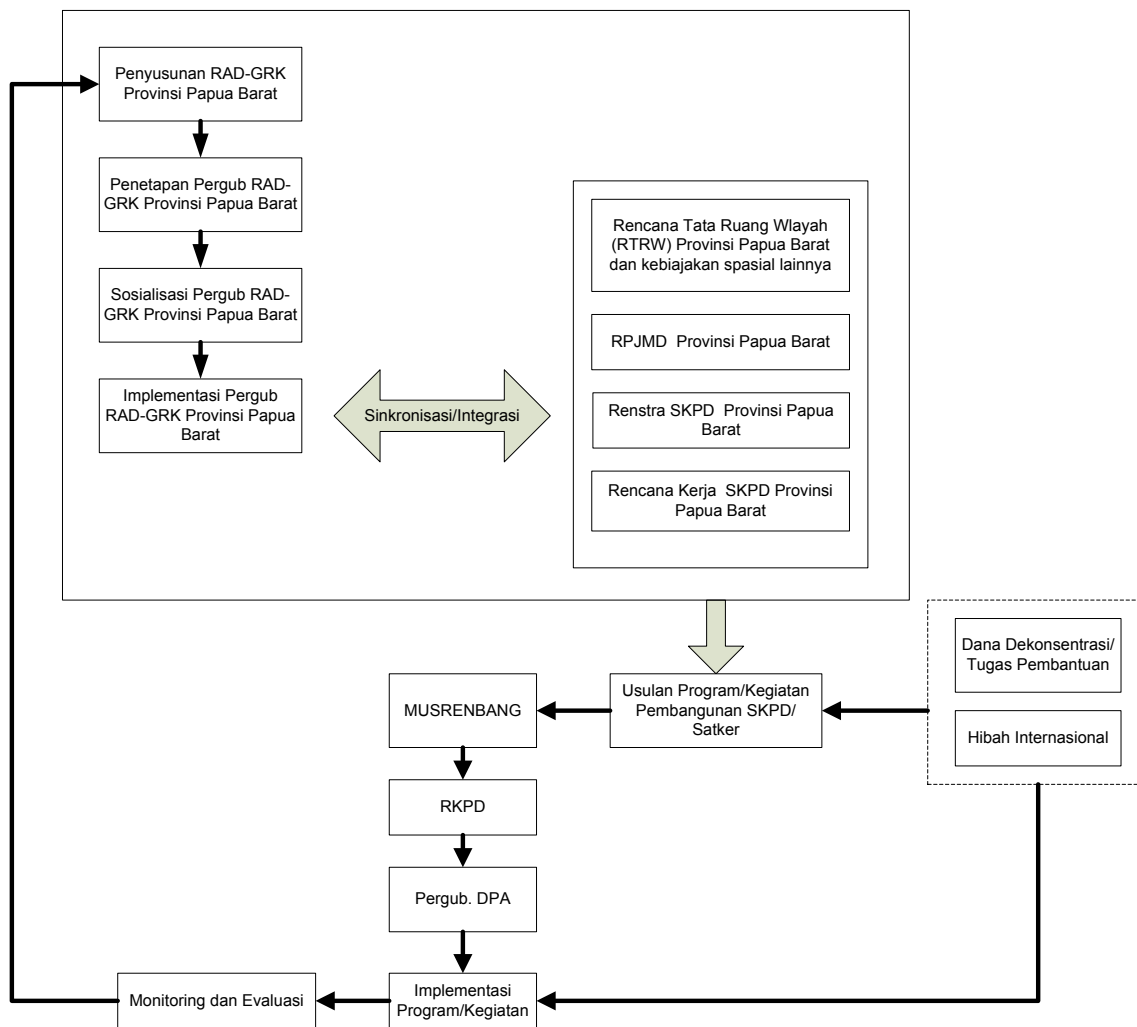 Penyusunan RAD-GRK
Provinsi Papua Barat
Penetapan Pergub RAD-
GRK Provinsi Papua Barat
Sosialisasi Pergub RAD-
GRK Provinsi Papua Barat
Implementasi Pergub
RAD-GRK Provinsi Papua
Barat
Sinkronisasi/Integrasi
Rencana Tata Ruang Wlayah
(RTRW) Provinsi Papua Barat
dan kebiajakan spasial lainnya
RPJMD Provinsi Papua Barat
Renstra SKPD Provinsi Papua
Barat
Rencana Kerja SKPD Provinsi
Papua Barat
Dana Dekonsentrasi/
Tugas Pembantuan
Hibah Internasional
Usulan Program/Kegiatan
Pembangunan SKPD/
Satker
MUSRENBANG
RKPD
Pergub. DPA
Implementasi
Program/Kegiatan
Monitoring dan Evaluasi